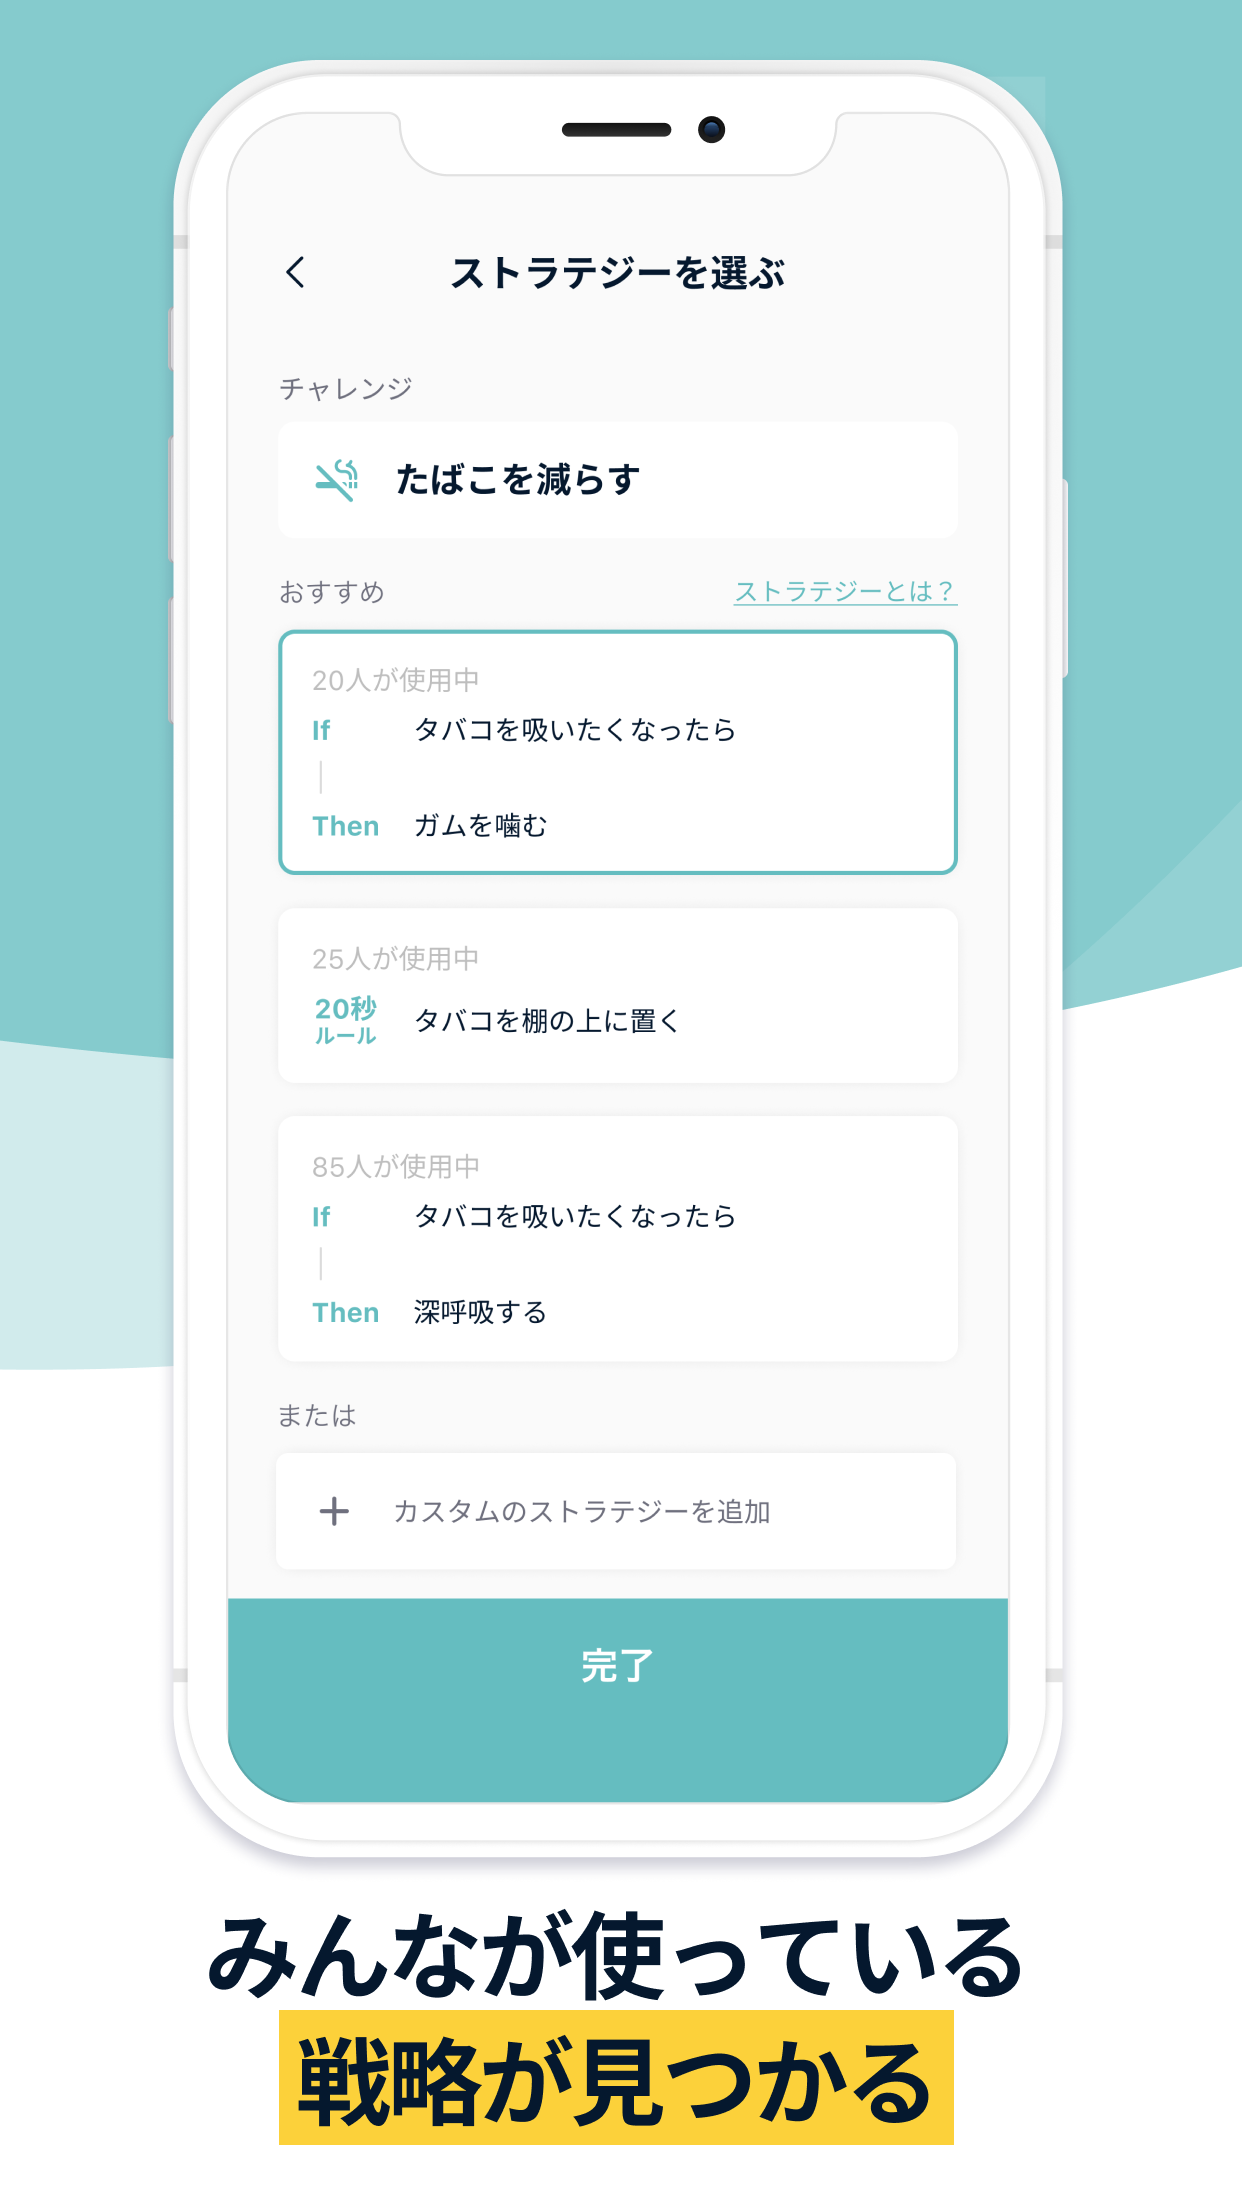 ストラテジーを選ぶ
チャレンジ
たばこを減らす
おすすめ
ストラテジーとは？
20人が使用中
If タバコを吸いたくなったら
Then ガムを噛む
25人が使用中
20秒
ルール
タバコを棚の上に置く
85人が使用中
If タバコを吸いたくなったら
Then 深呼吸する
または
カスタムのストラテジーを追加
完了
みんなが使っている
戦略が見つかる